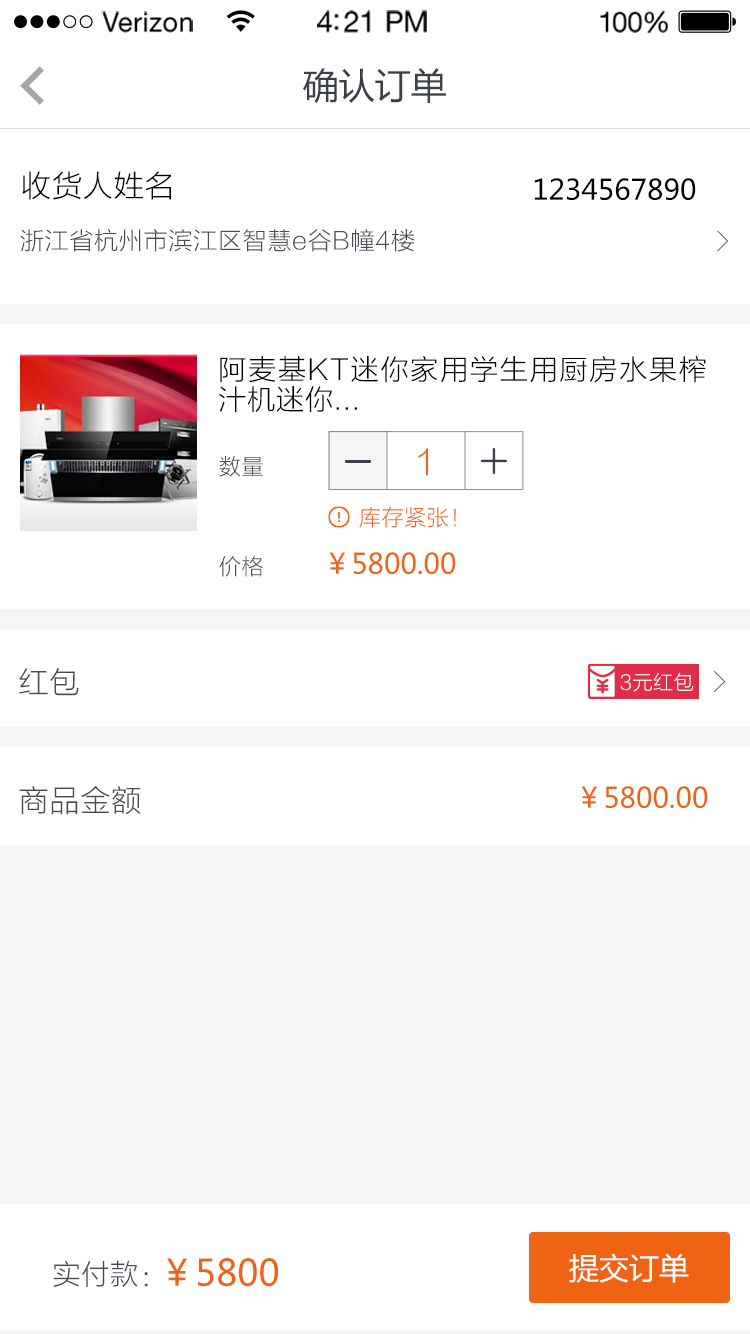 Verizon 4:21 PM 100%
确认订单
收货人姓名 1234567890
浙江省杭州市滨江区智慧e谷B幢4楼
阿麦基KT迷你家用学生用厨房水果榨
汁机迷你...
数量 1
库存紧张!
价格 ¥5800.00
红包 3元红包
商品金额 ¥5800.00
实付款: ¥5800 提交订单